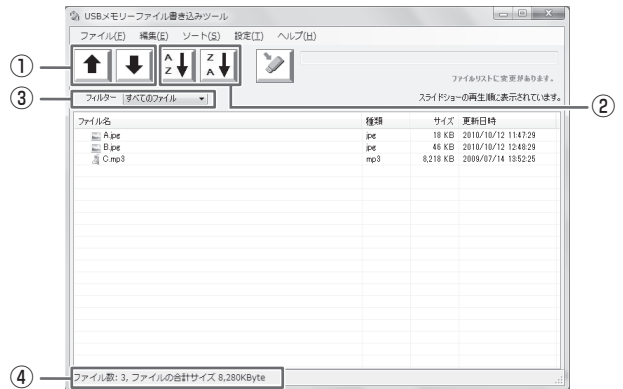 USBメモリーファイル書き込みツール
ファイル(F) 編集(E) ソート(S) 設定(T) ヘルプ(H)
①
A
Z
Z
A
ファイルリストに変更があります。
③
フィルター すべてのファイル
スライドショーの再生順に表示されています。
②
ファイル名 種類 サイズ 更新日時
A.jpe jpe 18 KB 2010/10/12 11:47:29
B.jpe jpe 46 KB 2010/10/12 12:48:29
C.mp3 mp3 8,218 KB 2009/07/14 13:52:25
④
ファイル数: 3, ファイルの合計サイズ 8,280KByte